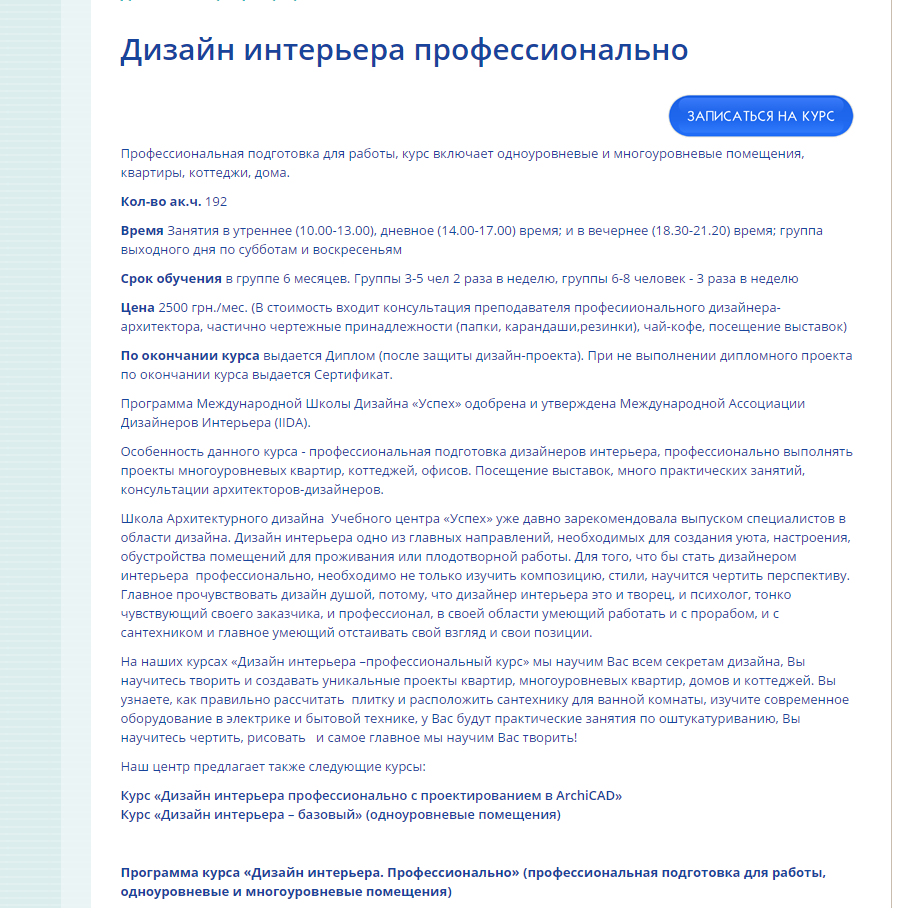 Дизайн интерьера профессионально
ЗАПИСАТЬСЯ НА КУРС
Профессиональная подготовка для работы, курс включает одноуровневые и многоуровневые помещения,
квартиры, коттеджи, дома.
Кол-во ак.ч. 192
Время Занятия в утреннее (10.00-13.00), дневное (14.00-17.00) время; и в вечернее (18.30-21.20) время; группа
выходного дня по субботам и воскресеньям
Срок обучения в группе 6 месяцев. Группы 3-5 чел 2 раза в неделю, группы 6-8 человек - 3 раза в неделю
Цена 2500 грн./мес. (В стоимость входит консультация преподавателя професиионального дизайнера-
архитектора, частично чертежные принадлежности (папки, карандаши,резинки), чай-кофе, посещение выставок)
По окончании курса выдается Диплом (после защиты дизайн-проекта). При не выполнении дипломного проекта
по окончании курса выдается Сертификат.
Программа Международной Школы Дизайна «Успех» одобрена и утверждена Международной Ассоциации
Дизайнеров Интерьера (IIDA).
Особенность данного курса - профессиональная подготовка дизайнеров интерьера, профессионально выполнять
проекты многоуровневых квартир, коттеджей, офисов. Посещение выставок, много практических занятий,
консультации архитекторов-дизайнеров.
Школа Архитектурного дизайна Учебного центра «Успех» уже давно зарекомендовала выпуском специалистов в
области дизайна. Дизайн интерьера одно из главных направлений, необходимых для создания уюта, настроения,
обустройства помещений для проживания или плодотворной работы. Для того, что бы стать дизайнером
интерьера профессионально, необходимо не только изучить композицию, стили, научится чертить перспективу.
Главное прочувствовать дизайн душой, потому, что дизайнер интерьера это и творец, и психолог, тонко
чувствующий своего заказчика, и профессионал, в своей области умеющий работать и с прорабом, и с
сантехником и главное умеющий отстаивать свой взгляд и свои позиции.
На наших курсах «Дизайн интерьера –профессиональный курс» мы научим Вас всем секретам дизайна, Вы
научитесь творить и создавать уникальные проекты квартир, многоуровневых квартир, домов и коттеджей. Вы
узнаете, как правильно рассчитать плитку и расположить сантехнику для ванной комнаты, изучите современное
оборудование в электрике и бытовой технике, у Вас будут практические занятия по оштукатуриванию, Вы
научитесь чертить, рисовать и самое главное мы научим Вас творить!
Наш центр предлагает также следующие курсы:
Курс «Дизайн интерьера профессионально с проектированием в ArchiCAD»
Курс «Дизайн интерьера – базовый» (одноуровневые помещения)
Программа курса «Дизайн интерьера. Профессионально» (профессиональная подготовка для работы,
одноуровневые и многоуровневые помещения)